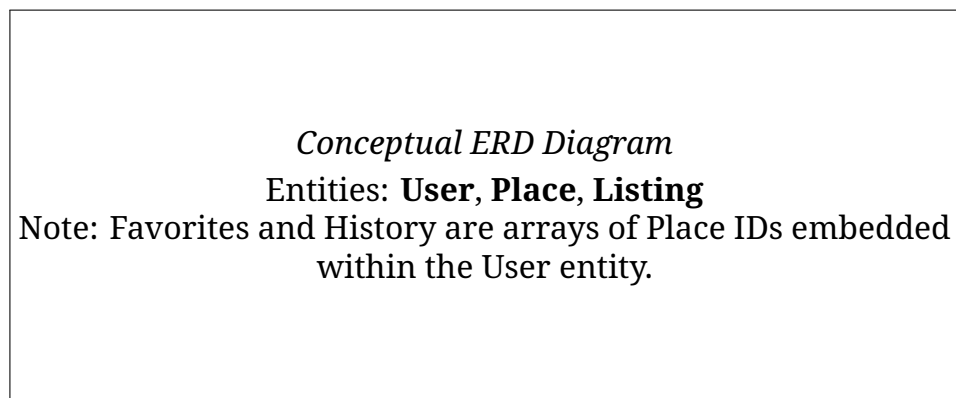 Conceptual ERD Diagram
Entities: User, Place, Listing
Note: Favorites and History are arrays of Place IDs embedded
within the User entity.